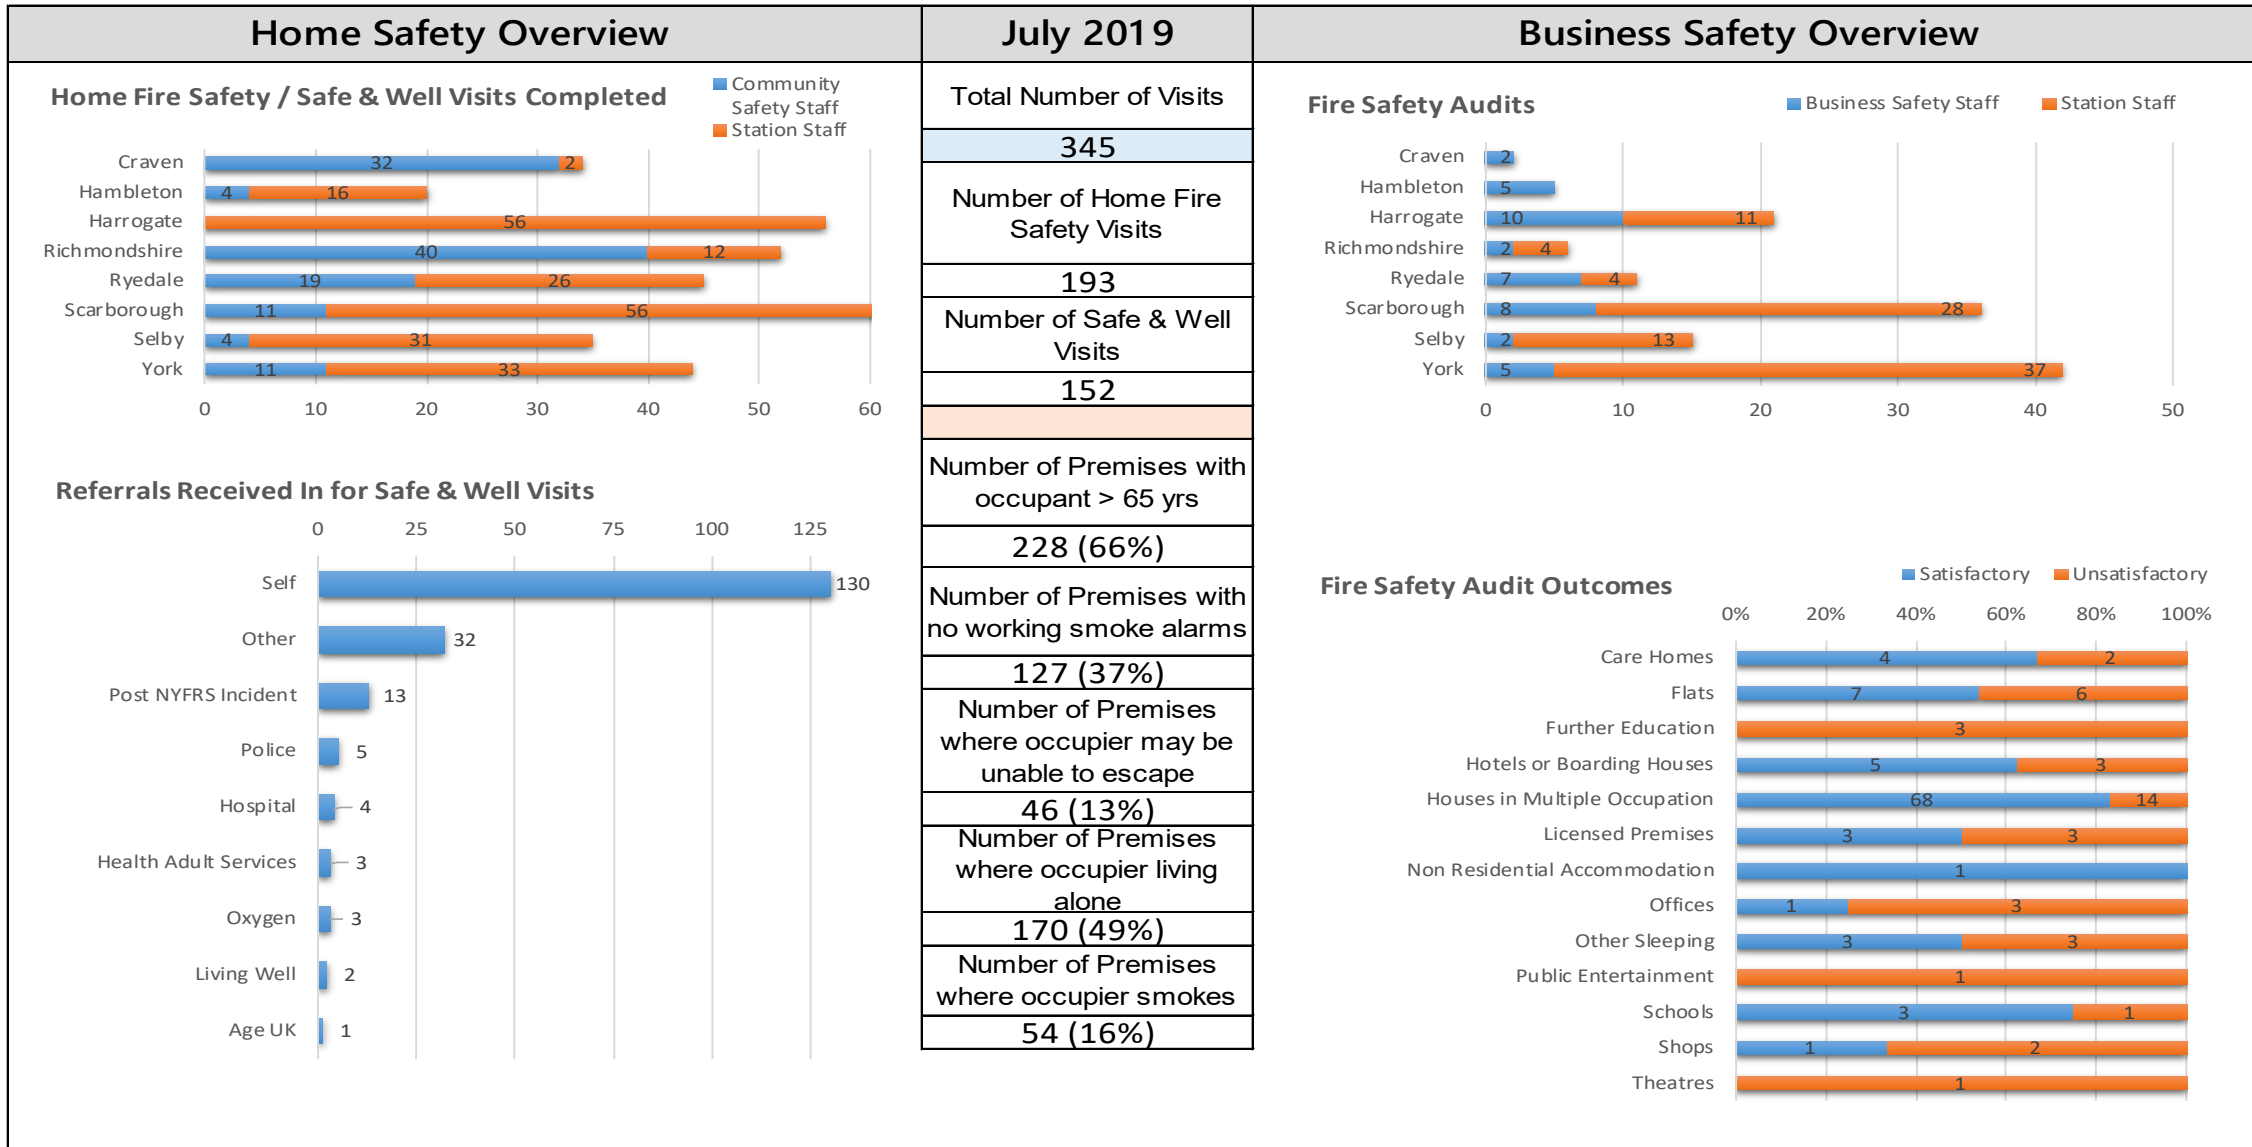 Home Safety Overview
July 2019
Business Safety Overview
Home Fire Safety / Safe & Well Visits Completed
Community
Safety Staff
Station Staff
Craven 32 2
Hambleton 4 16
Harrogate 56
Richmondshire 40 12
Ryedale 19 26
Scarborough 11 56
Selby 4 31
York 11 33
0 10 20 30 40 50 60
Referrals Received In for Safe & Well Visits
0 25 50 75 100 125
Self 130
Other 32
Post NYFRS Incident 13
Police 5
Hospital 4
Health Adult Services 3
Oxygen 3
Living Well 2
Age UK 1
Total Number of Visits
345
Number of Home Fire
Safety Visits
193
Number of Safe & Well
Visits
152
Number of Premises with
occupant > 65 yrs
228 (66%)
Number of Premises with
no working smoke alarms
127 (37%)
Number of Premises
where occupier may be
unable to escape
46 (13%)
Number of Premises
where occupier living
alone
170 (49%)
Number of Premises
where occupier smokes
54 (16%)
Fire Safety Audits
Business Safety Staff
Station Staff
Craven 2
Hambleton 5
Harrogate 10 11
Richmondshire 2 4
Ryedale 7 4
Scarborough 8 28
Selby 2 13
York 5 37
0 10 20 30 40 50
Fire Safety Audit Outcomes
Satisfactory
Unsatisfactory
0% 20% 40% 60% 80% 100%
Care Homes 4 2
Flats 7 6
Further Education 3
Hotels or Boarding Houses 5 3
Houses in Multiple Occupation 68 14
Licensed Premises 3 3
Non Residential Accommodation 1
Offices 1 3
Other Sleeping 3 3
Public Entertainment 1
Schools 3 1
Shops 1 2
Theatres 1